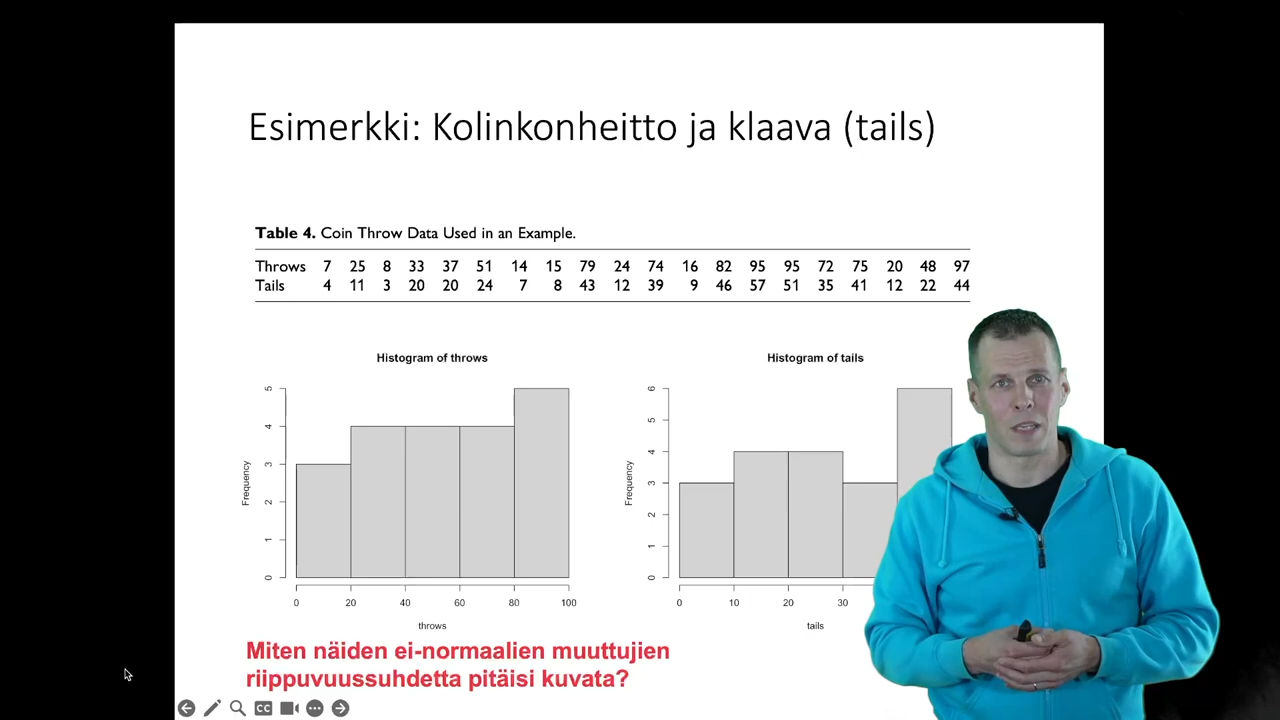 Esimerkki: Kolinkonheitto ja klaava (tails)
Table 4. Coin Throw Data Used in an Example.
Throws 7 25 8 33 37 51 14 15 79 24 74 16 82 95 95 72 75 20 48 97
Tails 4 11 3 20 20 24 7 8 43 12 39 9 46 57 51 35 41 12 22 44
Histogram of throws
Frequency
0 1 2 3 4 5
0 20 40 60 80 100
throws
Histogram of tails
Frequency
0 1 2 3 4 5 6
0 10 20 30
tails
Miten näiden ei-normaalien muuttujien
riippuvuussuhdetta pitäisi kuvata?
CC